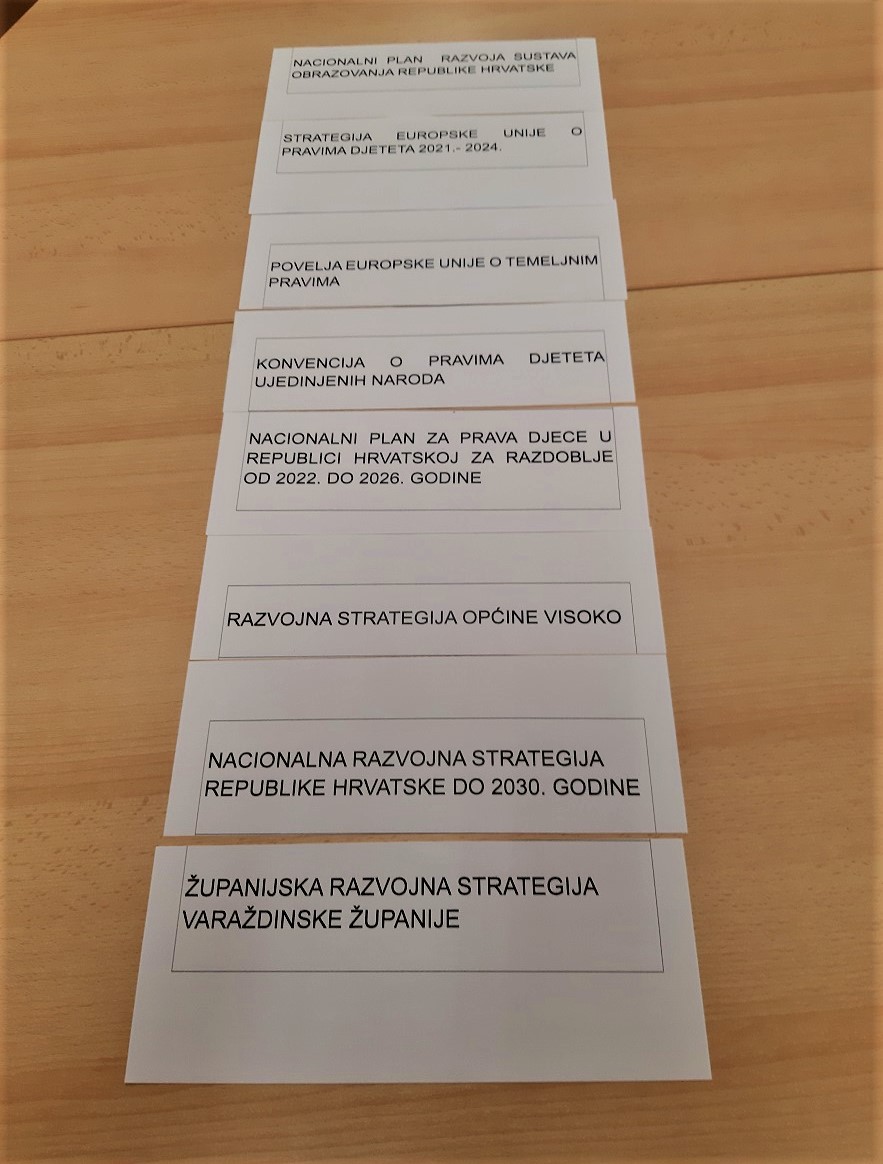 NACIONALNI PLAN RAZVOJA SUSTAVA
OBRAZOVANJA REPUBLIKE HRVATSKE
STRATEGIJA EUROPSKE UNIJE O
PRAVIMA DJETETA 2021.- 2024.
POVELJA EUROPSKE UNIJE O TEMELJNIM
PRAVIMA
KONVENCIJA O PRAVIMA DJETETA
UJEDINJENIH NARODA
NACIONALNI PLAN ZA PRAVA DJECE U
REPUBLICI HRVATSKOJ ZA RAZDOBLJE
OD 2022. DO 2026. GODINE
RAZVOJNA STRATEGIJA OPĆINE VISOKO
NACIONALNA RAZVOJNA STRATEGIJA
REPUBLIKE HRVATSKE DO 2030. GODINE
ŽUPANIJSKA RAZVOJNA STRATEGIJA
VARAŽDINSKE ŽUPANIJE